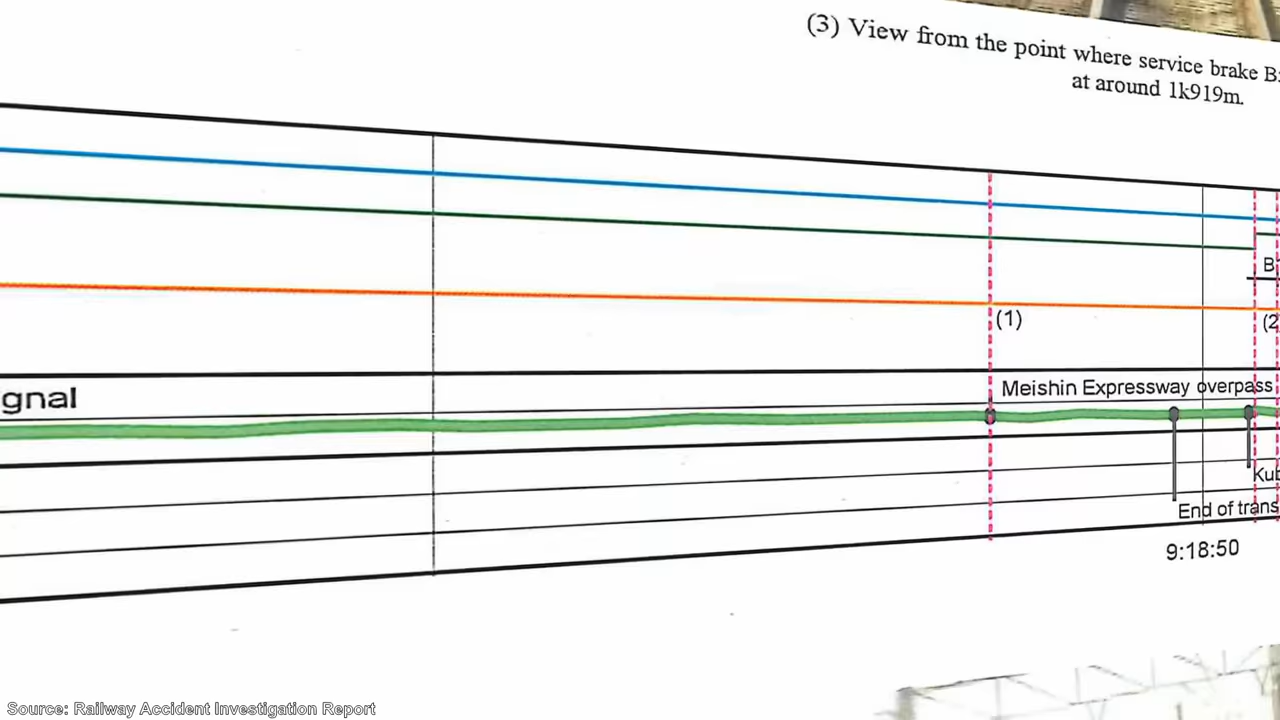 (3) View from the point where service brake
at around 1k919m.
(1)
(2
gnal
Meishin Expressway overpass
End of trans
9:18:50
Source: Railway Accident Investigation Report